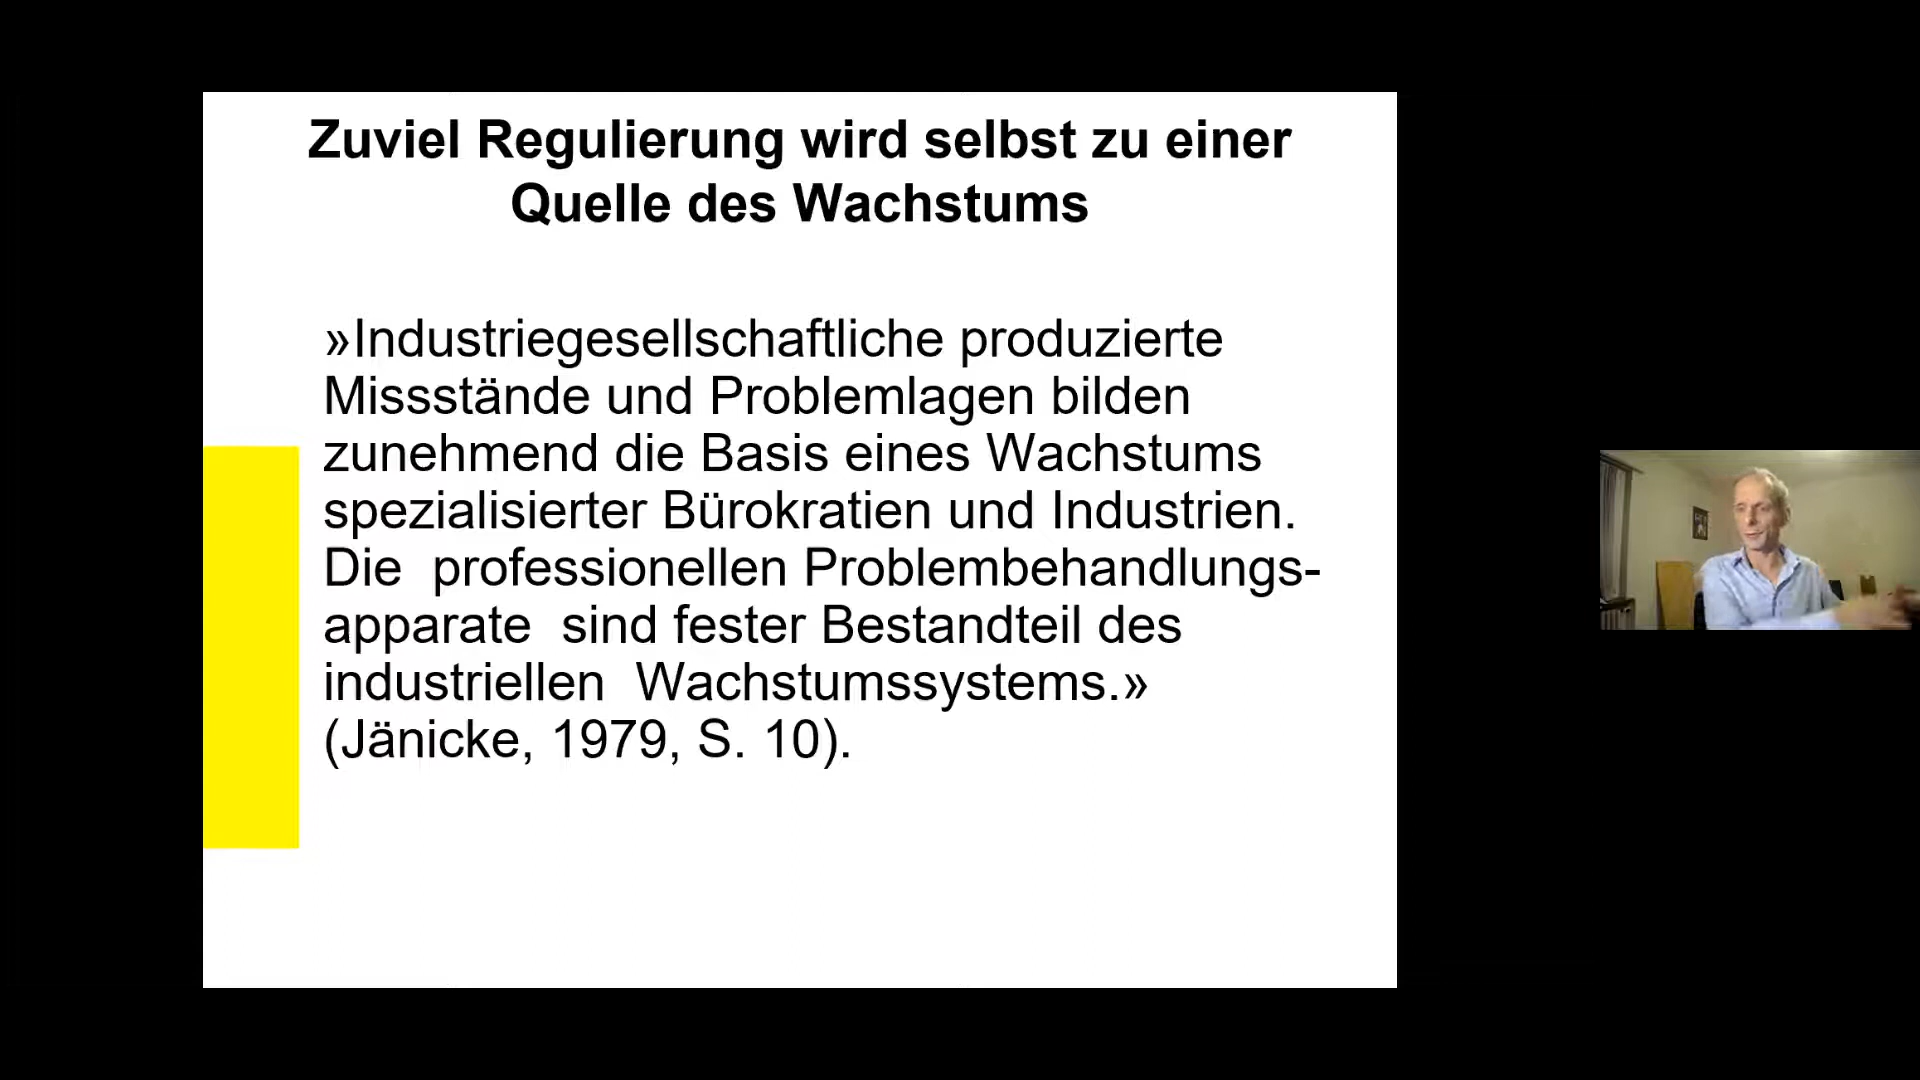 Zuviel Regulierung wird selbst zu einer
Quelle des Wachstums
»Industriegesellschaftliche produzierte
Missstände und Problemlagen bilden
zunehmend die Basis eines Wachstums
spezialisierter Bürokratien und Industrien.
Die  professionellen Problembehandlungs-
apparate  sind fester Bestandteil des
industriellen  Wachstumssystems.»
(Jänicke, 1979, S. 10).